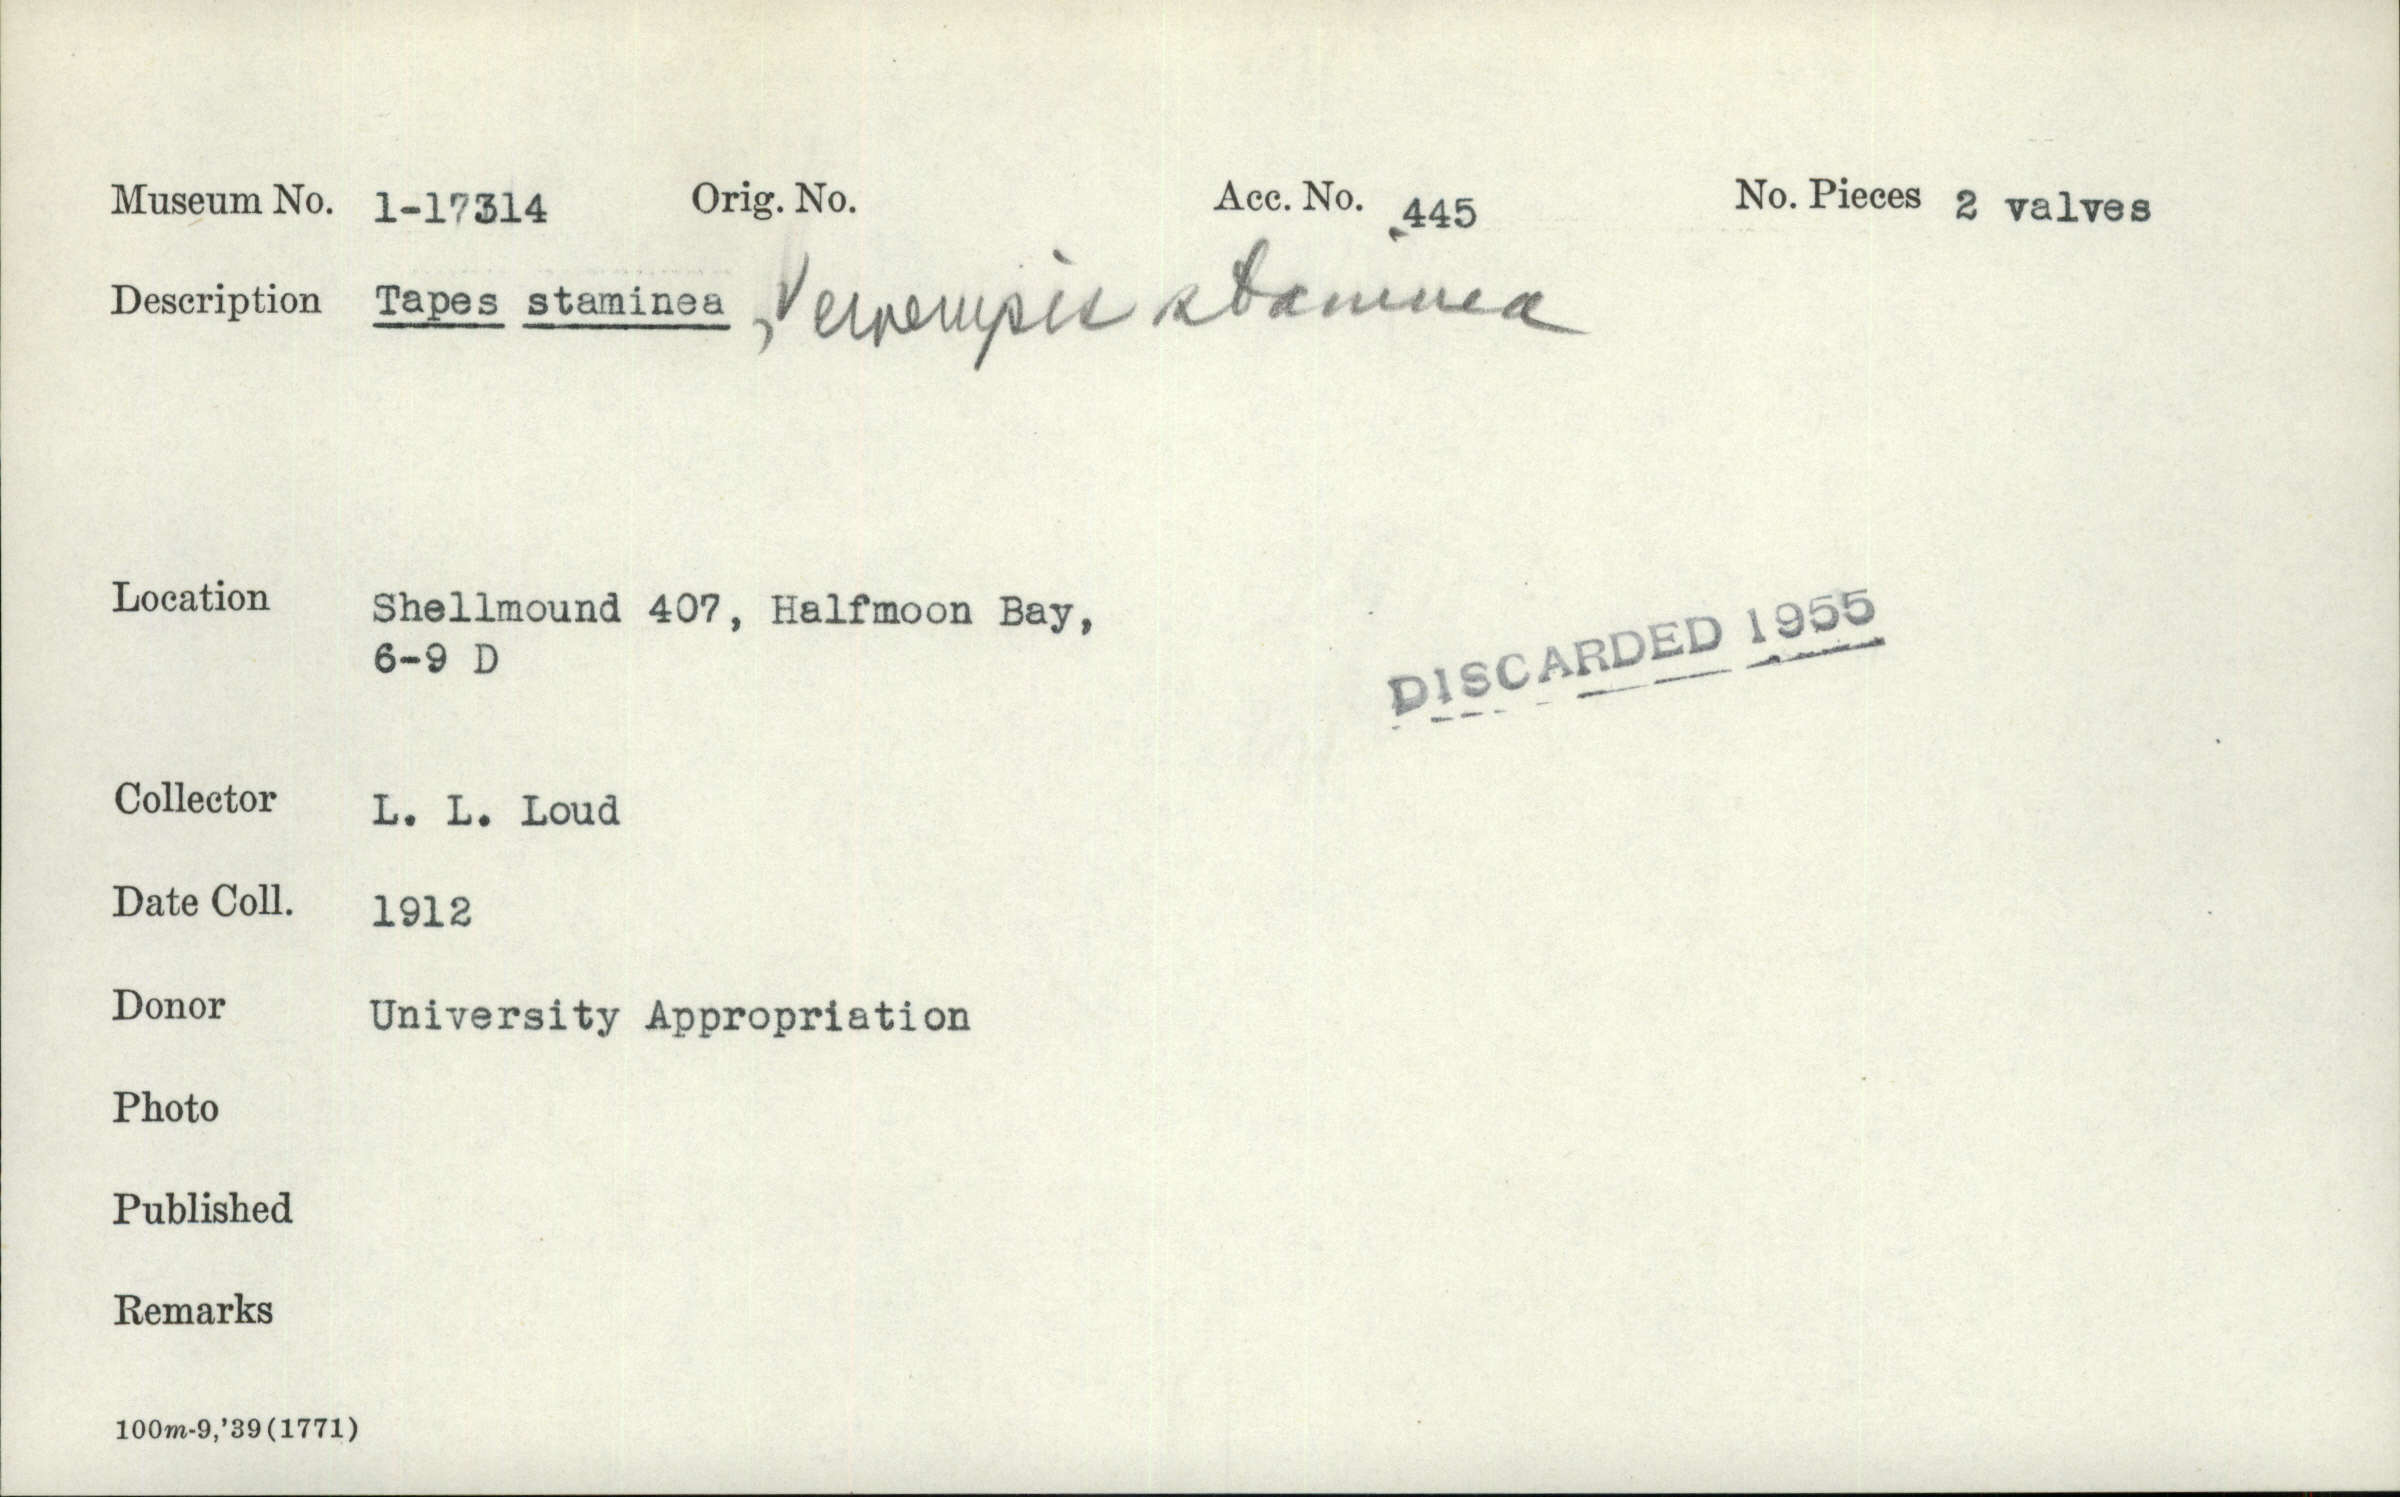 Museum No. 1-17314 Orig. No. Acc. No. 445 No. Pieces 2 valves
Description Tapes staminea, Venerupis staminea
Location Shellmound 407, Halfmoon Bay,
6-9 D
DISCARDED 1955
Collector L. L. Loud
Date Coll. 1912
Donor University Appropriation
Photo
Published
Remarks
100m-9,'39(1771)